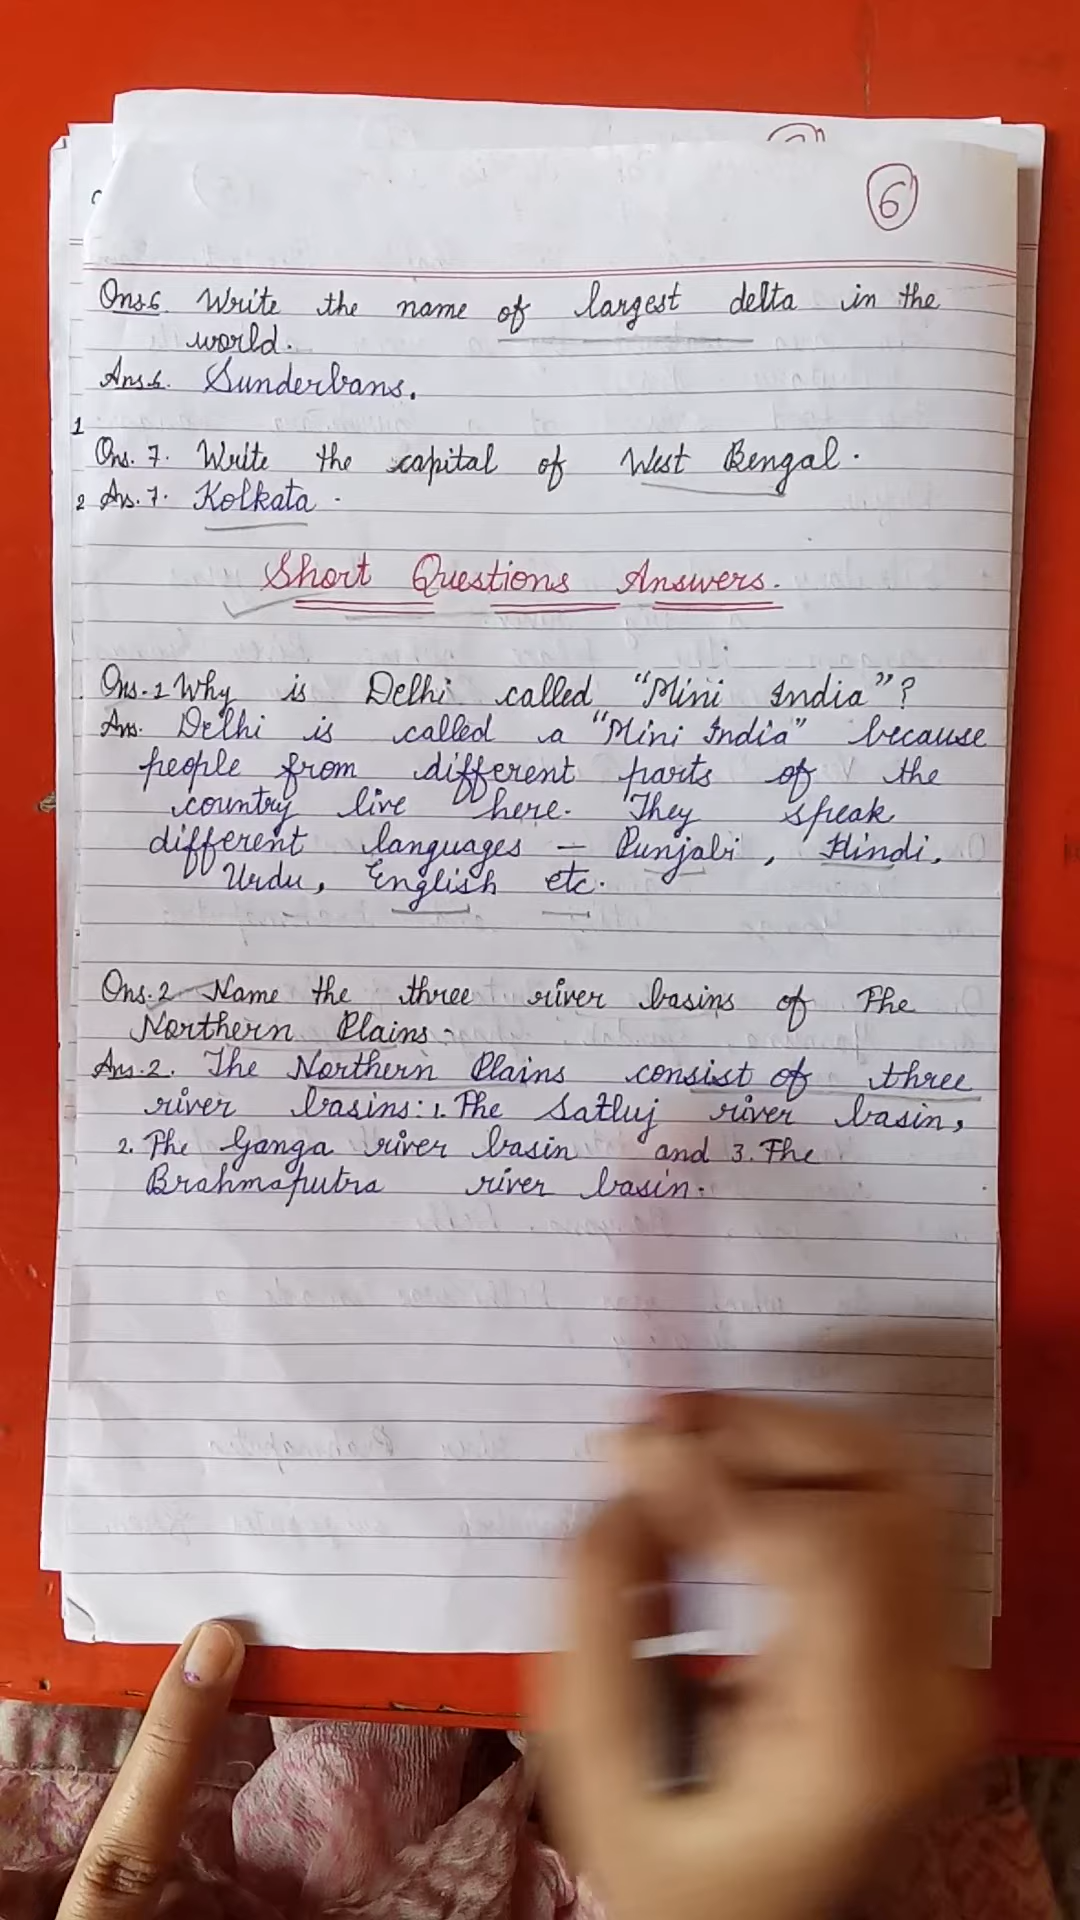 6
Qns.6 Write the name of largest delta in the
world.
Ans.6. Sunderbans.
1
Qns. 7. Write the capital of West Bengal.
2 Ans. 7. Kolkata.
Short Questions Answers.
Qns.-1 Why is Delhi called "Mini India"?
Ans. Delhi is called a "Mini India" because
people from different parts of the
country live here. They speak
different languages – Punjabi, Hindi,
Urdu, English etc.
Qns.2 Name the three river basins of The
Northern Plains.
Ans.2. The Northern Plains consist of three
river basins: 1. The Satluj river basin,
2. The Ganga river basin and 3. The
Brahmaputra river basin.